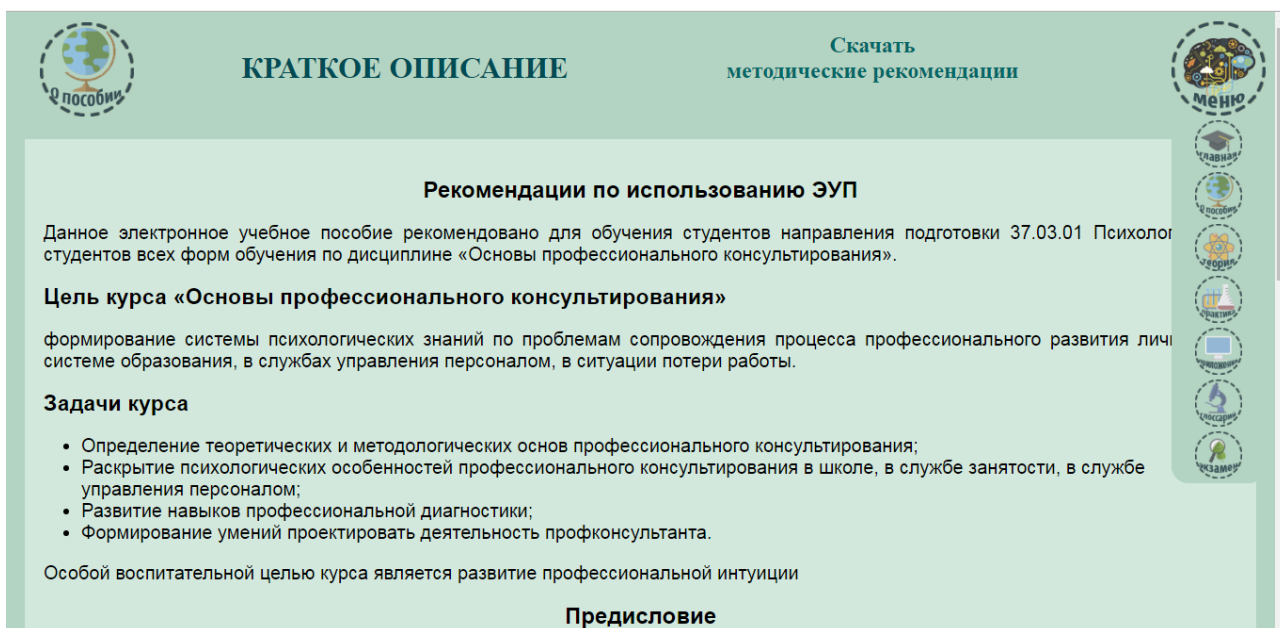 О пособии
КРАТКОЕ ОПИСАНИЕ
Скачать
методические рекомендации
меню
главная
О пособии
теория
практика
приложение
глоссарий
экзамен
Рекомендации по использованию ЭУП
Данное электронное учебное пособие рекомендовано для обучения студентов направления подготовки 37.03.01 Психолог
студентов всех форм обучения по дисциплине «Основы профессионального консультирования».
Цель курса «Основы профессионального консультирования»
формирование системы психологических знаний по проблемам сопровождения процесса профессионального развития лич
системе образования, в службах управления персоналом, в ситуации потери работы.
Задачи курса
• Определение теоретических и методологических основ профессионального консультирования;
• Раскрытие психологических особенностей профессионального консультирования в школе, в службе занятости, в службе
управления персоналом;
• Развитие навыков профессиональной диагностики;
• Формирование умений проектировать деятельность профконсультанта.
Особой воспитательной целью курса является развитие профессиональной интуиции
Предисловие